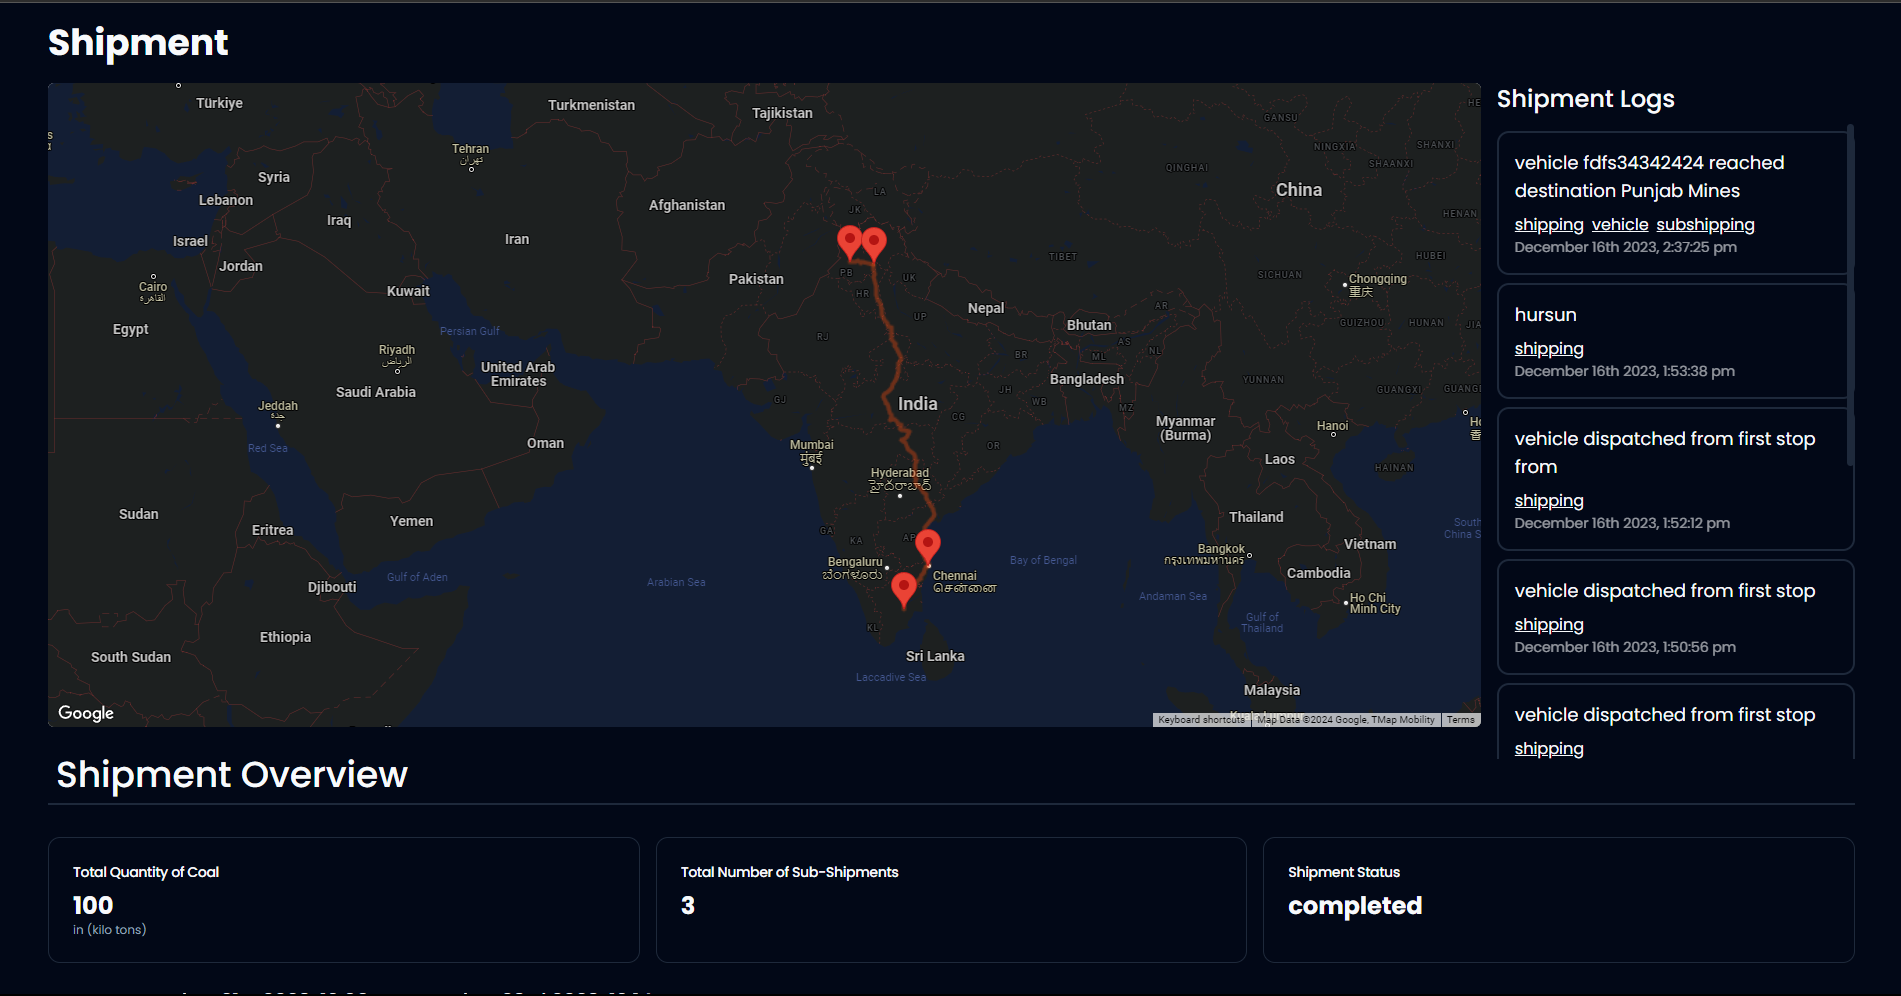 Shipment
Türkiye
Turkmenistan
Tajikistan
Tehran
تهران
Syria
Lebanon
Iraq
Iran
Afghanistan
Israel
Jordan
Cairo
القاهرة
Kuwait
Egypt
Persian Gulf
Pakistan
Riyadh
الرياض
United Arab
Emirates
Saudi Arabia
Jeddah
جدة
Red Sea
Oman
Sudan
Eritrea
Yemen
Djibouti
Gulf of Aden
Ethiopia
South Sudan
Arabian Sea
LA
JK
PB
HR
UK
RJ
UP
GJ
India
Mumbai
मुंबई
Hyderabad
హైదరాబాద్
GA
KA
AP
Bengaluru
ಬೆಂಗಳೂರು
Chennai
சென்னை
KL
Sri Lanka
Laccadive Sea
Nepal
Bhutan
Bangladesh
BR
JH
WB
CG
OR
AR
AS
NL
ML
MZ
Bay of Bengal
Andaman Sea
China
TIBET
QINGHAI
GANSU
NINGXIA
SHAANXI
SHANXI
HE
HENAN
HUBEI
SICHUAN
Chongqing
重庆
GUIZHOU
HUNAN
JIA
YUNNAN
GUANGXI
GUANG
Myanmar
(Burma)
Hanoi
Laos
HAINAN
Thailand
Bangkok
กรุงเทพมหานคร
Vietnam
Cambodia
Ho Chi
Minh City
Gulf of
Thailand
South
China S
Malaysia
Google
Keyboard shortcuts
Map Data ©2024 Google, TMap Mobility
Terms
Shipment Logs
vehicle fdfs34342424 reached
destination Punjab Mines
shipping vehicle subshipping
December 16th 2023, 2:37:25 pm
hursun
shipping
December 16th 2023, 1:53:38 pm
vehicle dispatched from first stop
from
shipping
December 16th 2023, 1:52:12 pm
vehicle dispatched from first stop
shipping
December 16th 2023, 1:50:56 pm
vehicle dispatched from first stop
shipping
Shipment Overview
Total Quantity of Coal
100
in (kilo tons)
Total Number of Sub-Shipments
3
Shipment Status
completed